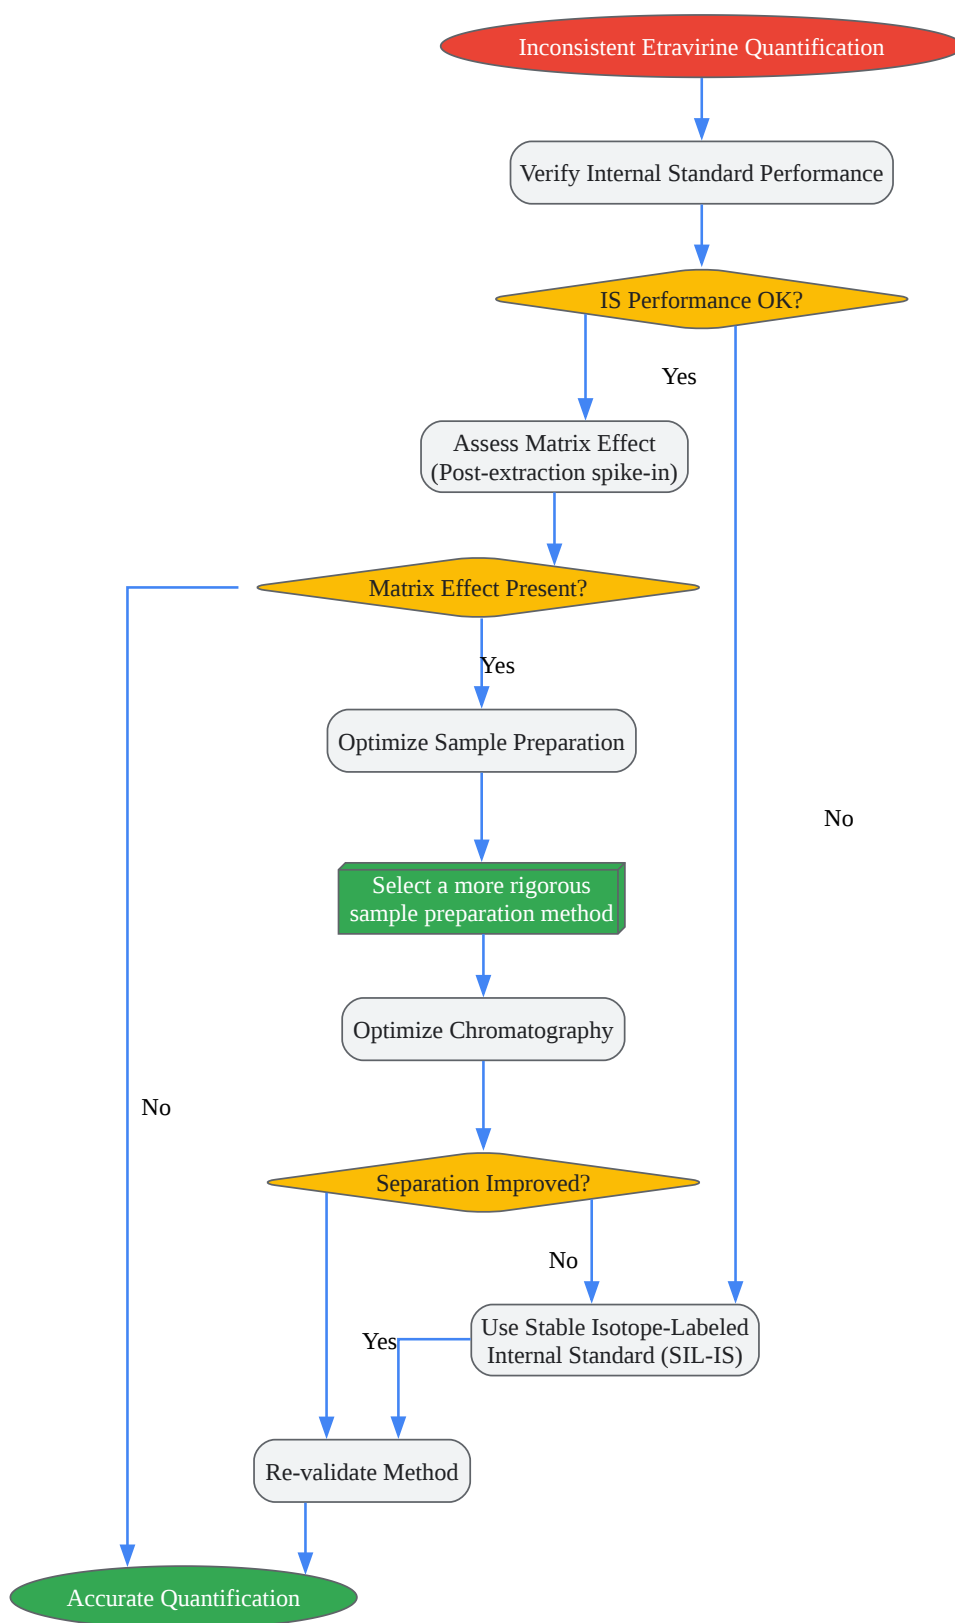 Inconsistent Etravirine Quantification
Verify Internal Standard Performance
IS Performance OK?
Yes
Assess Matrix Effect
(Post-extraction spike-in)
Matrix Effect Present?
Yes
Optimize Sample Preparation
No
Select a more rigorous
sample preparation method
Optimize Chromatography
No
Separation Improved?
No
Use Stable Isotope-Labeled
Internal Standard (SIL-IS)
Yes
Re-validate Method
Accurate Quantification